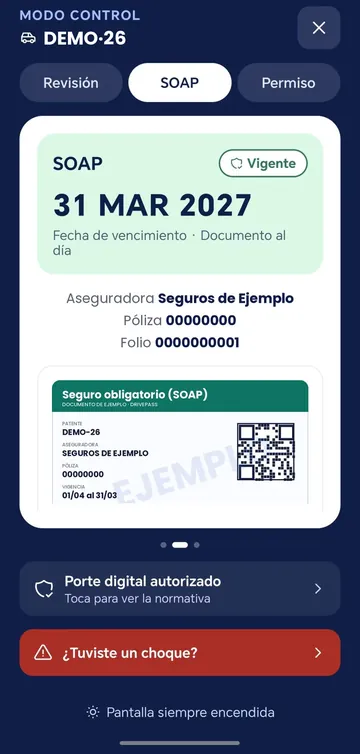 MODO CONTROL
DEMO·26
Revisión
SOAP
Permiso
SOAP
Vigente
31 MAR 2027
Fecha de vencimiento · Documento al
día
Aseguradora Seguros de Ejemplo
Póliza 00000000
Folio 0000000001
Seguro obligatorio (SOAP)
DOCUMENTO DE EJEMPLO · DRIVEPASS
PATENTE
DEMO-26
ASEGURADORA
SEGUROS DE EJEMPLO
PÓLIZA
00000000
VIGENCIA
01/04 al 31/03
EJEMPL
Porte digital autorizado
Toca para ver la normativa
¿Tuviste un choque?
Pantalla siempre encendida